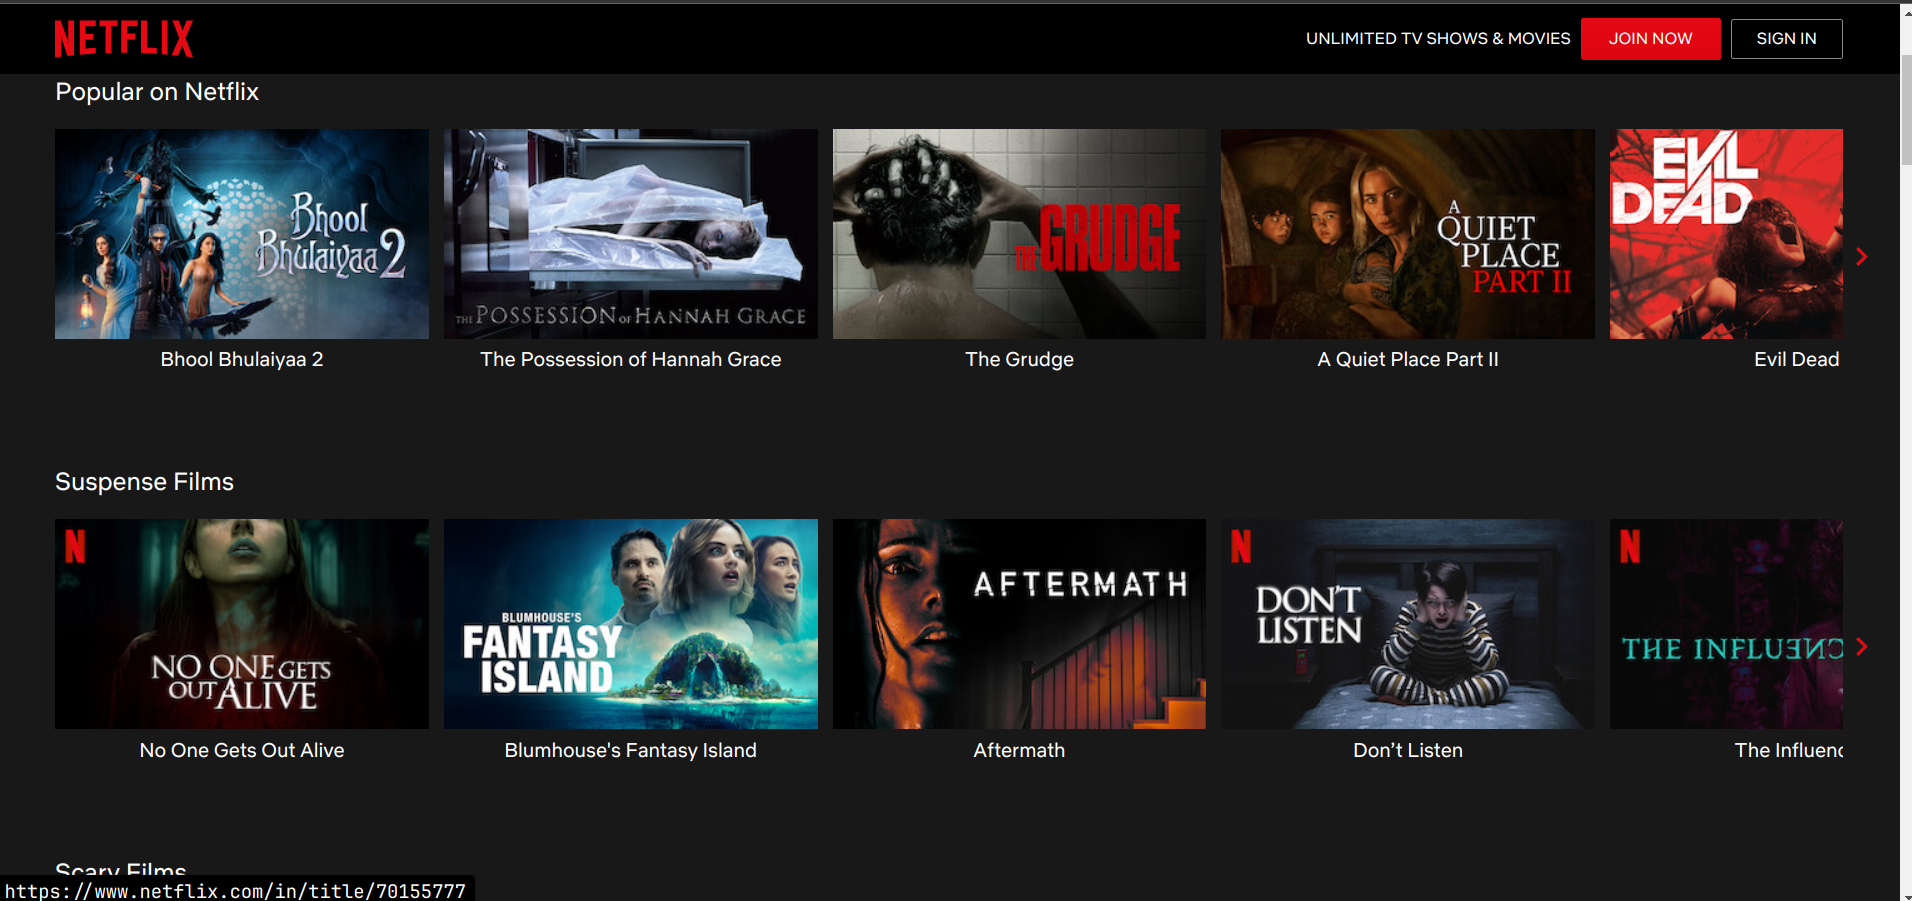 NETFLIX
UNLIMITED TV SHOWS & MOVIES
JOIN NOW
SIGN IN
Popular on Netflix
Bhool
Bhulaiyaa 2
THE POSSESSION OF HANNAH GRACE
THE GRUDGE
A
QUIET
PLACE
PART II
EVIL
DEAD
Bhool Bhulaiyaa 2
The Possession of Hannah Grace
The Grudge
A Quiet Place Part II
Evil Dead
Suspense Films
N
NO ONE GETS
OUT ALIVE
BLUMHOUSE'S
FANTASY
ISLAND
AFTERMATH
N
DON'T
LISTEN
N
THE INFLUENC
No One Gets Out Alive
Blumhouse's Fantasy Island
Aftermath
Don’t Listen
The Influenc
Scary Films
https://www.netflix.com/in/title/70155777